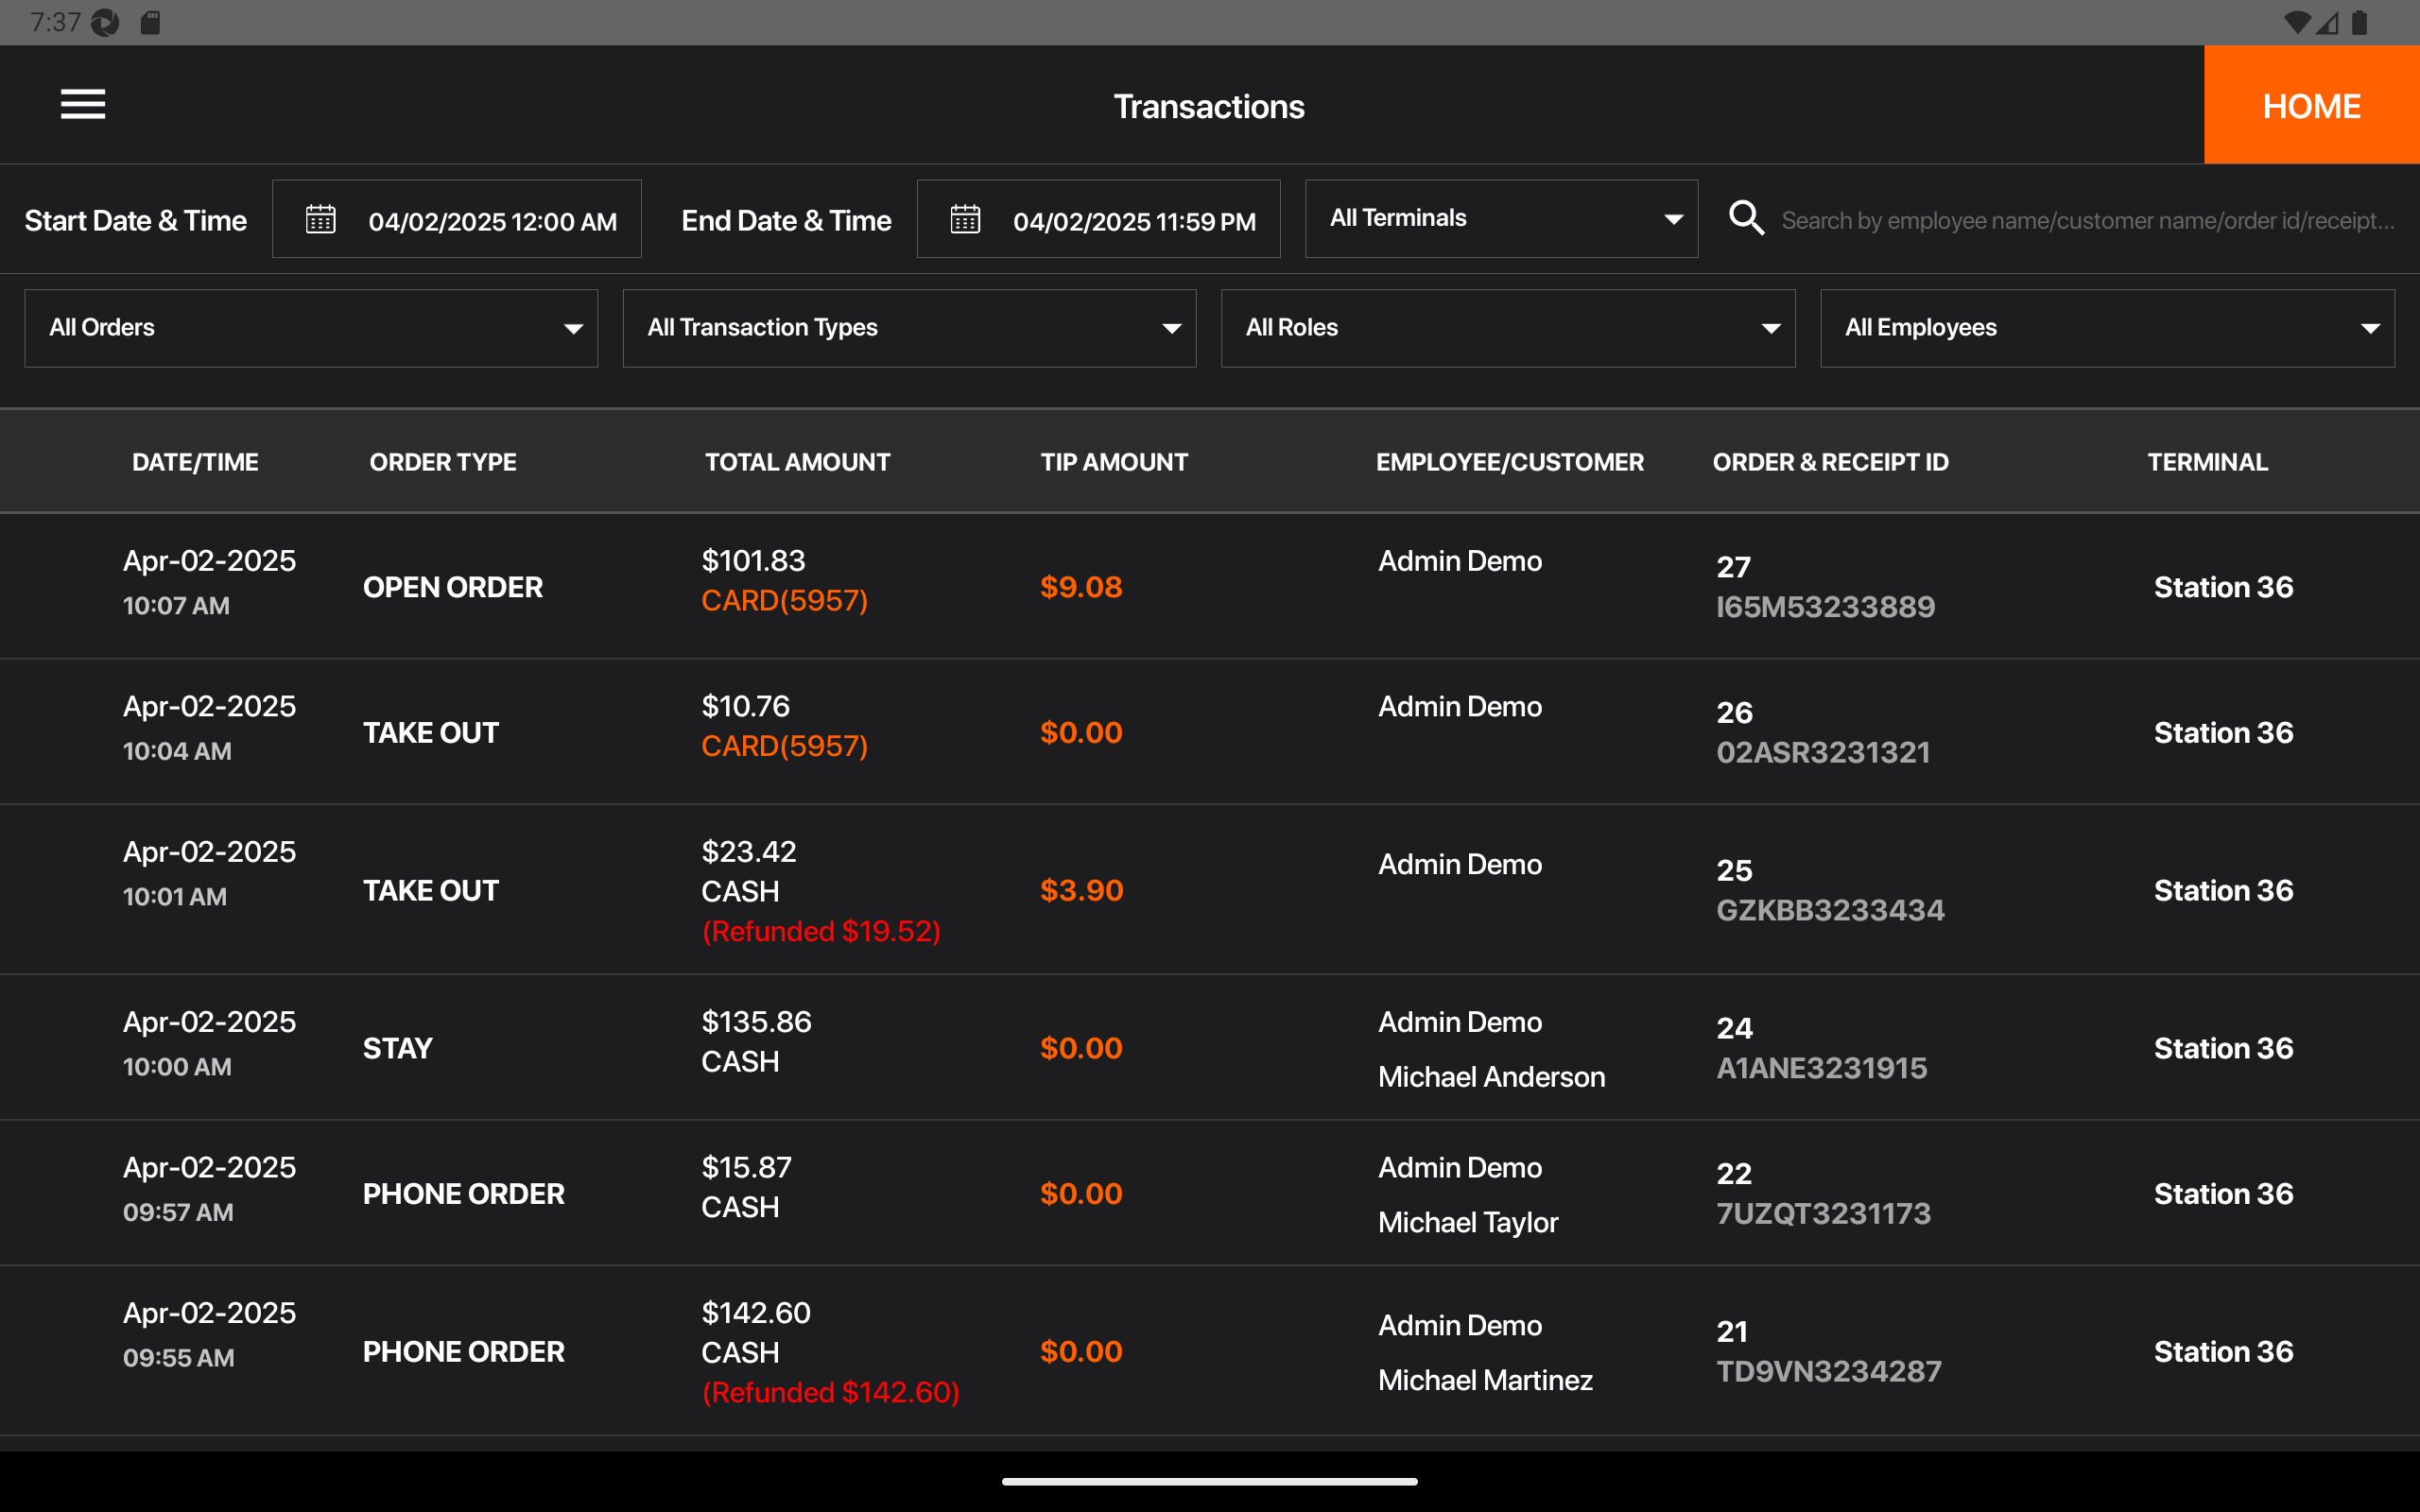 7:37
Transactions
HOME
Start Date & Time
04/02/2025 12:00 AM
End Date & Time
04/02/2025 11:59 PM
All Terminals
Search by employee name/customer name/order id/receipt...
All Orders
All Transaction Types
All Roles
All Employees
DATE/TIME ORDER TYPE TOTAL AMOUNT TIP AMOUNT EMPLOYEE/CUSTOMER ORDER & RECEIPT ID TERMINAL
Apr-02-2025
10:07 AM
OPEN ORDER
$101.83
CARD(5957)
$9.08
Admin Demo
27
I65M53233889
Station 36
Apr-02-2025
10:04 AM
TAKE OUT
$10.76
CARD(5957)
$0.00
Admin Demo
26
02ASR3231321
Station 36
Apr-02-2025
10:01 AM
TAKE OUT
$23.42
CASH
(Refunded $19.52)
$3.90
Admin Demo
25
GZKBB3233434
Station 36
Apr-02-2025
10:00 AM
STAY
$135.86
CASH
$0.00
Admin Demo
Michael Anderson
24
A1ANE3231915
Station 36
Apr-02-2025
09:57 AM
PHONE ORDER
$15.87
CASH
$0.00
Admin Demo
Michael Taylor
22
7UZQT3231173
Station 36
Apr-02-2025
09:55 AM
PHONE ORDER
$142.60
CASH
(Refunded $142.60)
$0.00
Admin Demo
Michael Martinez
21
TD9VN3234287
Station 36